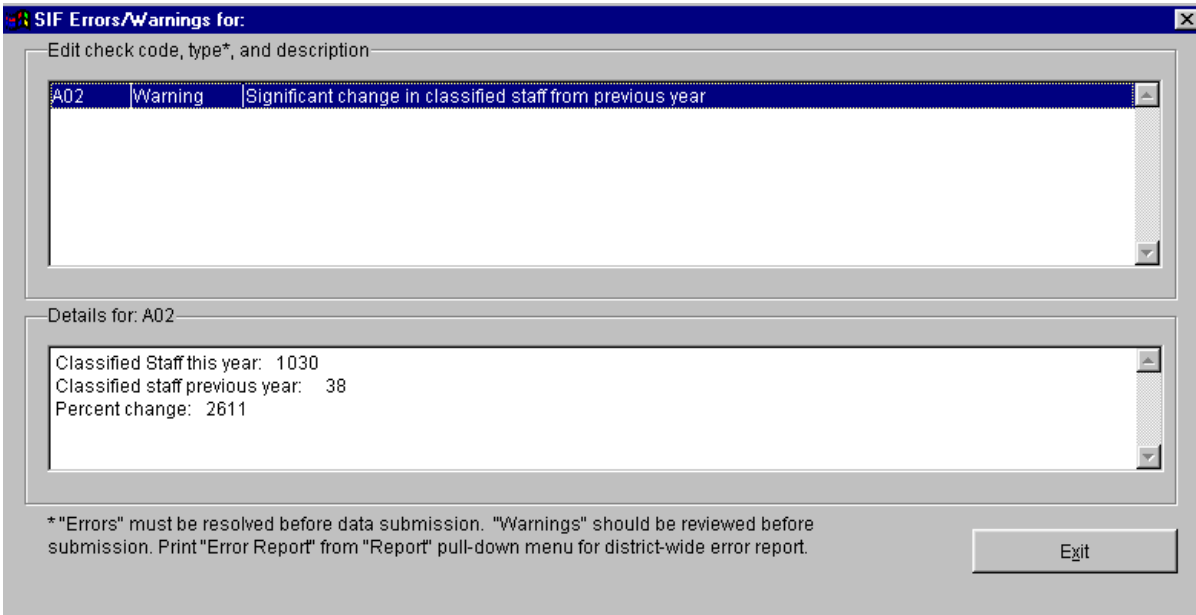 SIF Errors/Warnings for:
Edit check code, type*, and description
A02 Warning Significant change in classified staff from previous year
Details for: A02
Classified Staff this year: 1030
Classified staff previous year: 38
Percent change: 2611
* "Errors" must be resolved before data submission. "Warnings" should be reviewed before
submission. Print "Error Report" from "Report" pull-down menu for district-wide error report.
Exit